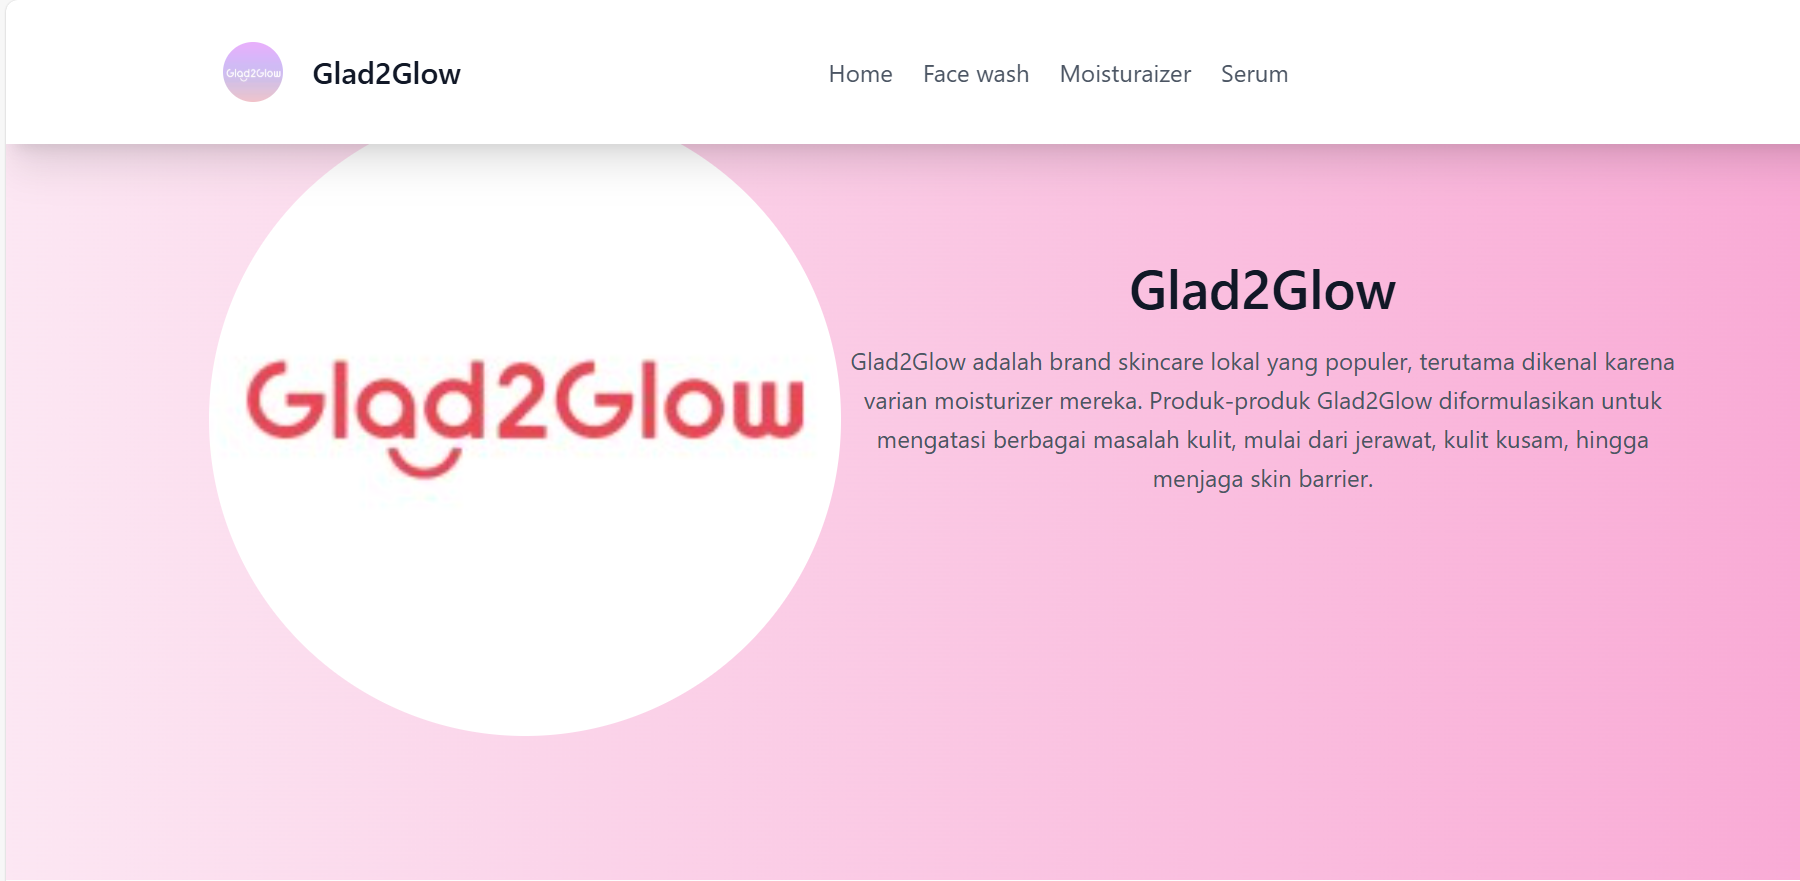 Glad2Glow
Glad2Glow
Home
Face wash
Moisturaizer
Serum
Glad2Glow
Glad2Glow
Glad2Glow adalah brand skincare lokal yang populer, terutama dikenal karena
varian moisturizer mereka. Produk-produk Glad2Glow diformulasikan untuk
mengatasi berbagai masalah kulit, mulai dari jerawat, kulit kusam, hingga
menjaga skin barrier.